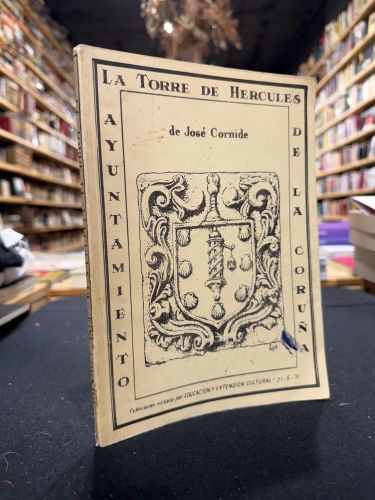 LA TORRE DE HERCULES
de José Cornide
AYUNTAMIENTO
DE LA CORUÑA
Publicación editada por EDUCACION Y EXTENSION CULTURAL - 21-6-76